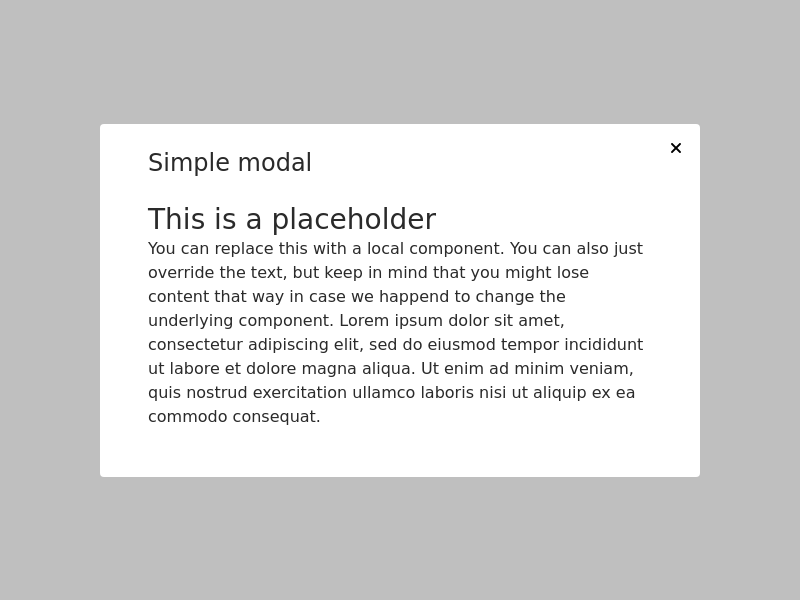 Simple modal
This is a placeholder
You can replace this with a local component. You can also just
override the text, but keep in mind that you might lose
content that way in case we happend to change the
underlying component. Lorem ipsum dolor sit amet,
consectetur adipiscing elit, sed do eiusmod tempor incididunt
ut labore et dolore magna aliqua. Ut enim ad minim veniam,
quis nostrud exercitation ullamco laboris nisi ut aliquip ex ea
commodo consequat.